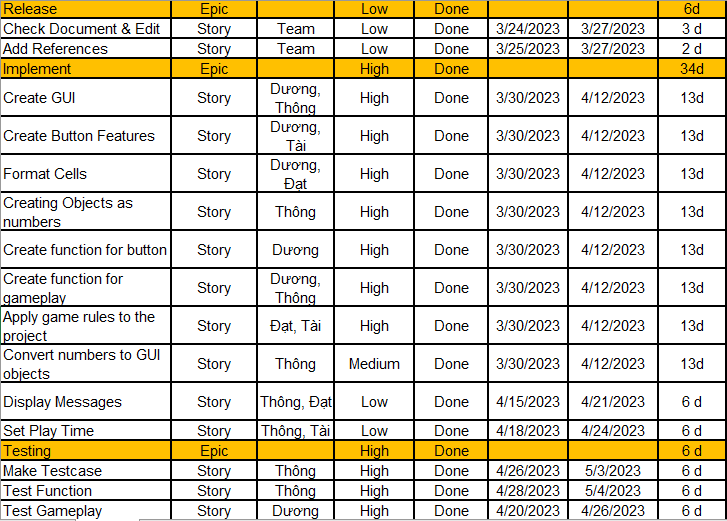 Release Epic Low Done 6d
Check Document & Edit Story Team Low Done 3/24/2023 3/27/2023 3 d
Add References Story Team Low Done 3/25/2023 3/27/2023 2 d
Implement Epic High Done 34d
Create GUI Story Dương, Thông High Done 3/30/2023 4/12/2023 13d
Create Button Features Story Dương, Tài High Done 3/30/2023 4/12/2023 13d
Format Cells Story Dương, Đạt High Done 3/30/2023 4/12/2023 13d
Creating Objects as numbers Story Thông High Done 3/30/2023 4/12/2023 13d
Create function for button Story Dương High Done 3/30/2023 4/12/2023 13d
Create function for gameplay Story Dương, Thông High Done 3/30/2023 4/12/2023 13d
Apply game rules to the project Story Đạt, Tài High Done 3/30/2023 4/12/2023 13d
Convert numbers to GUI objects Story Thông Medium Done 3/30/2023 4/12/2023 13d
Display Messages Story Thông, Đạt Low Done 4/15/2023 4/21/2023 6 d
Set Play Time Story Thông, Tài Low Done 4/18/2023 4/24/2023 6 d
Testing Epic High Done 6 d
Make Testcase Story Thông High Done 4/26/2023 5/3/2023 6 d
Test Function Story Thông High Done 4/28/2023 5/4/2023 6 d
Test Gameplay Story Dương High Done 4/20/2023 4/26/2023 6 d